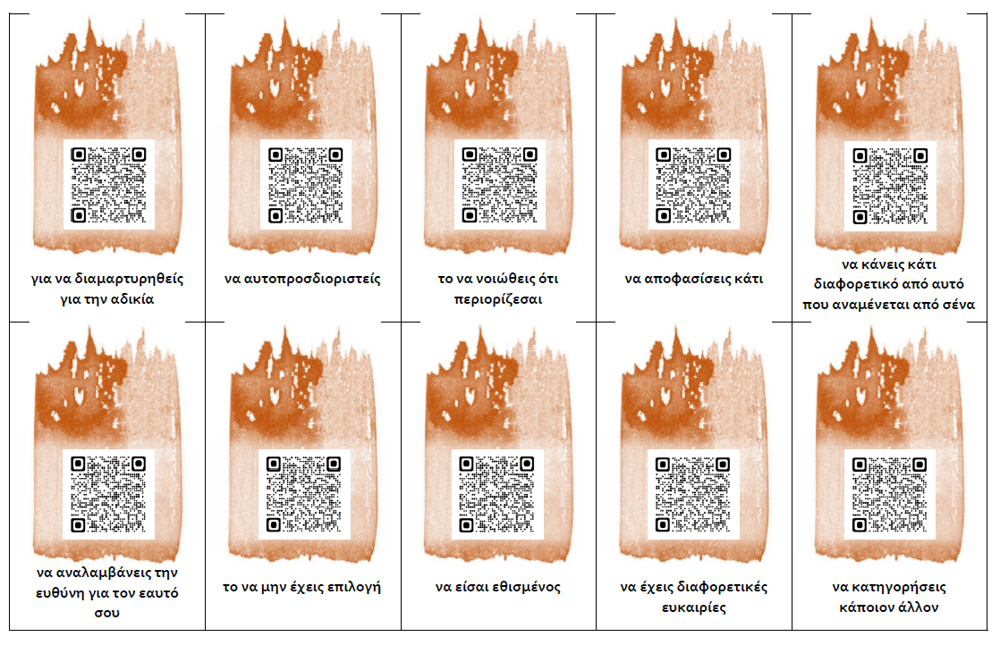 για να διαμαρτυρηθείς
για την αδικία
να αυτοπροσδιοριστείς
το να νοιώθεις ότι
περιορίζεσαι
να αποφασίσεις κάτι
να κάνεις κάτι
διαφορετικό από αυτό
που αναμένεται από σένα
να αναλαμβάνεις την
ευθύνη για τον εαυτό
σου
το να μην έχεις επιλογή
να είσαι εθισμένος
να έχεις διαφορετικές
ευκαιρίες
να κατηγορήσεις
κάποιον άλλον